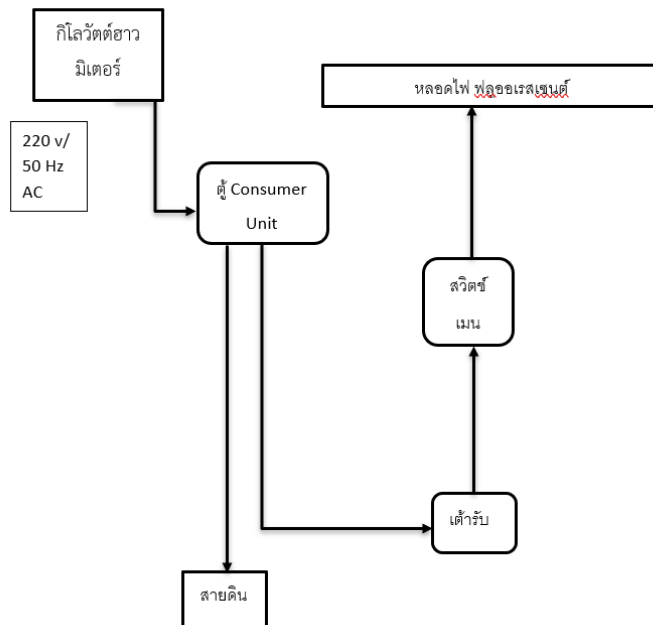 กิโลวัตต์ฮาว
มิเตอร์
หลอดไฟ ฟลูออเรสเซนต์
220 v/
50 Hz
AC
ตู้ Consumer
Unit
สวิตซ์
เมน
เต้ารับ
สายดิน